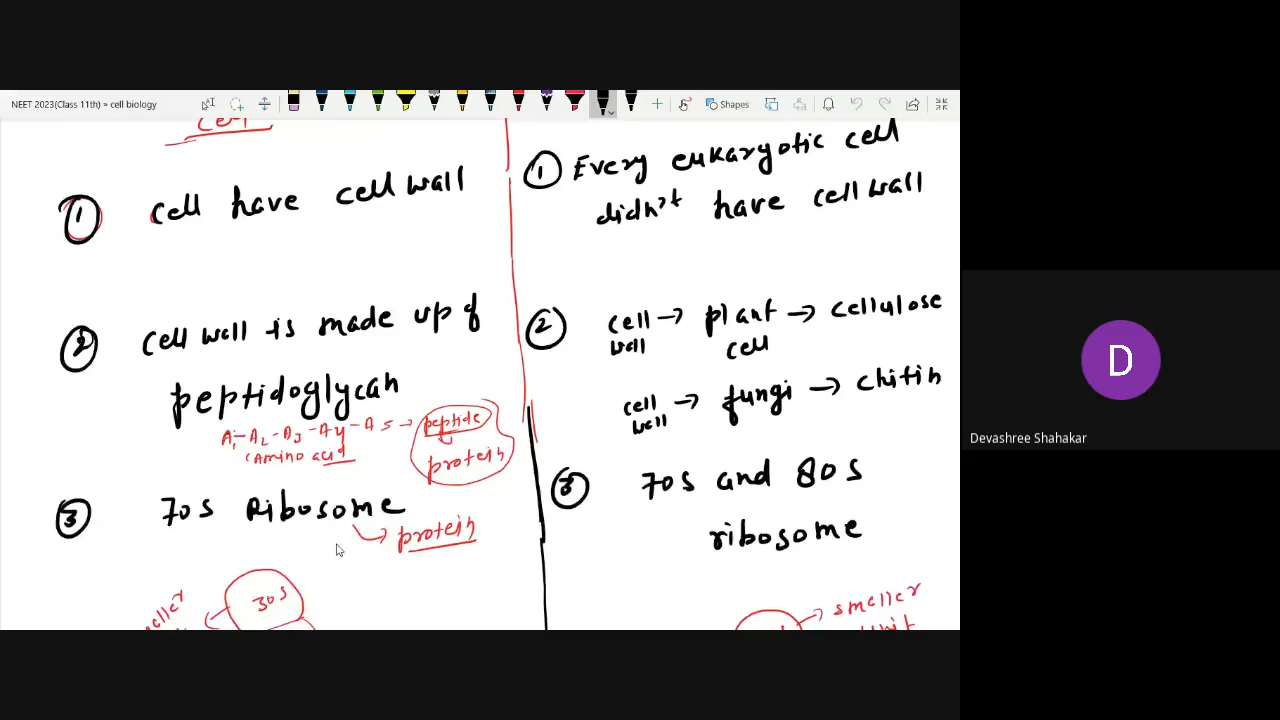 NEET 2023(Class 11th) » cell biology
Shapes
Cell
① cell have cell wall
② cell wall is made up of
peptidoglycan
A1-A2-A3-A4-A5 → peptide
(Amino acid
protein
③ 70s Ribosome
protein
30s
① Every eukaryotic cell
didn't have cell wall
② cell wall → plant cell → cellulose
cell wall → fungi → chitin
③ 70s and 80s
ribosome
smaller
Devashree Shahakar
D